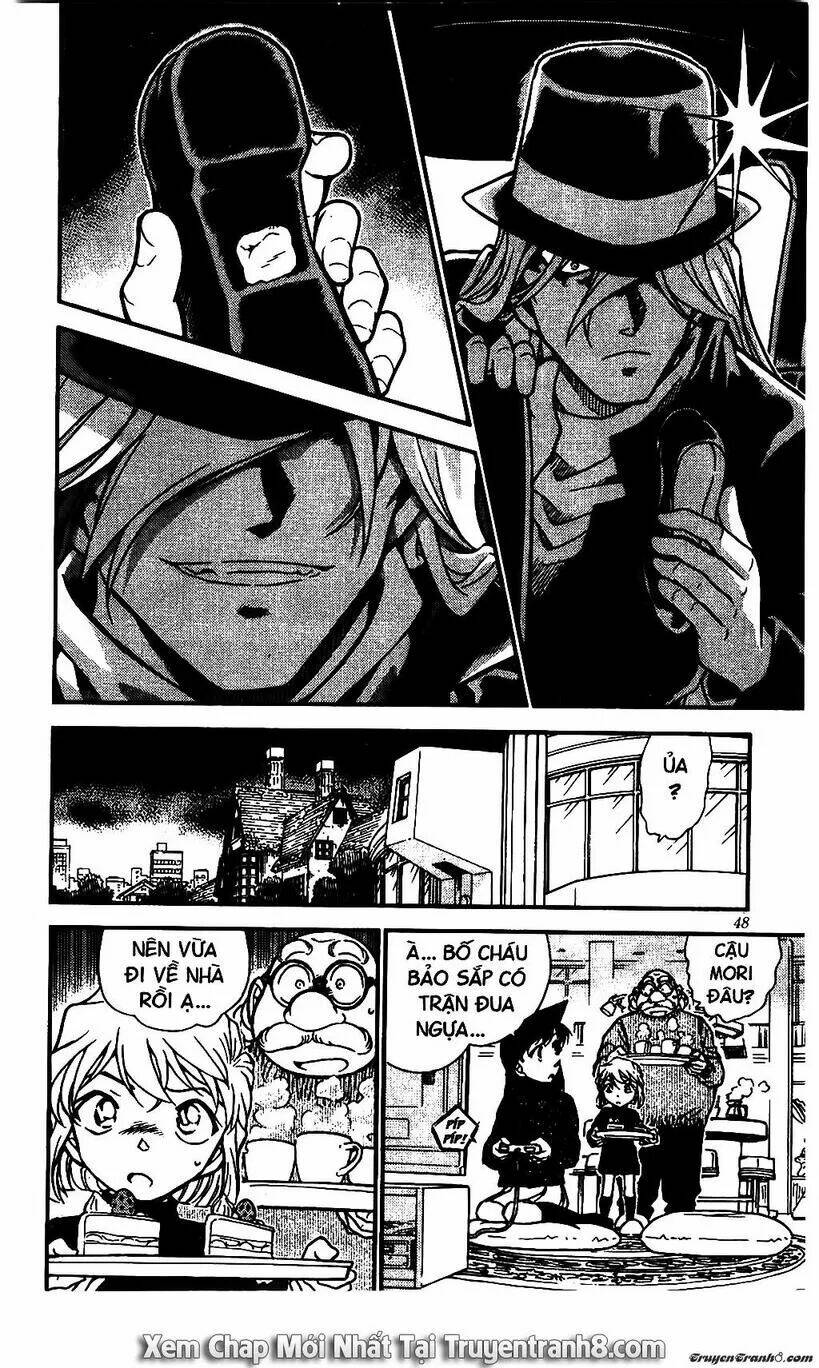 ỦA
?
48
CẬU
MORI
ĐÂU?
À... BỐ CHÁU
BẢO SẮP CÓ
TRẬN ĐUA
NGỰA...
PÍP
PÍP!
NÊN VỪA
ĐI VỀ NHÀ
RỒI Ạ...
Xem Chap Mới Nhất Tại Truyentranh8.com
TruyenTranh8.com